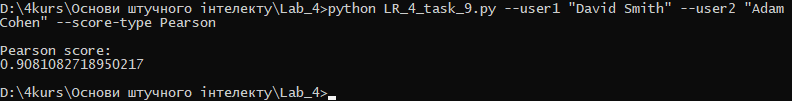 D:\4kurs\Основи штучного інтелекту\Lab_4>python LR_4_task_9.py --user1 "David Smith" --user2 "Adam
Cohen" --score-type Pearson
Pearson score:
0.9081082718950217
D:\4kurs\Основи штучного інтелекту\Lab_4>